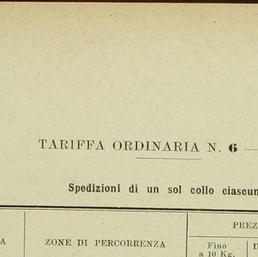 TARIFFA ORDINARIA N. 6
Spedizioni di un sol collo ciascun
PREZ
A ZONE DI PERCORRENZA
Fino
a 10 Kg.